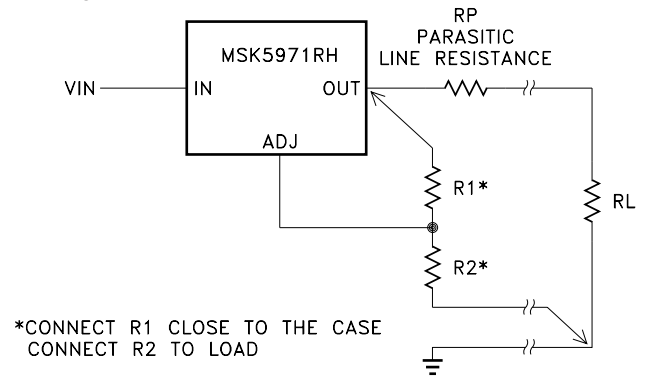 RP
PARASITIC
LINE RESISTANCE
MSK5971RH
VIN
IN
OUT
ADJ
R1*
RL
R2*
*CONNECT R1 CLOSE TO THE CASE
CONNECT R2 TO LOAD